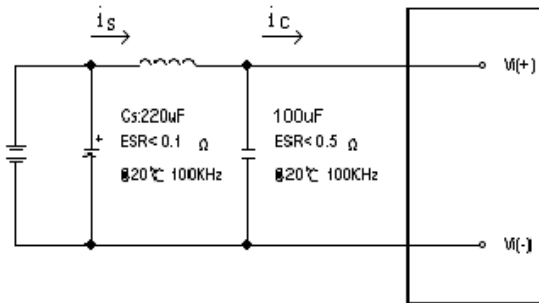 is
ic
Vi(+)
Cs:220uF
ESR< 0.1 Ω
@20℃ 100KHz
100uF
ESR< 0.5 Ω
@20℃ 100KHz
+
Vi(-)